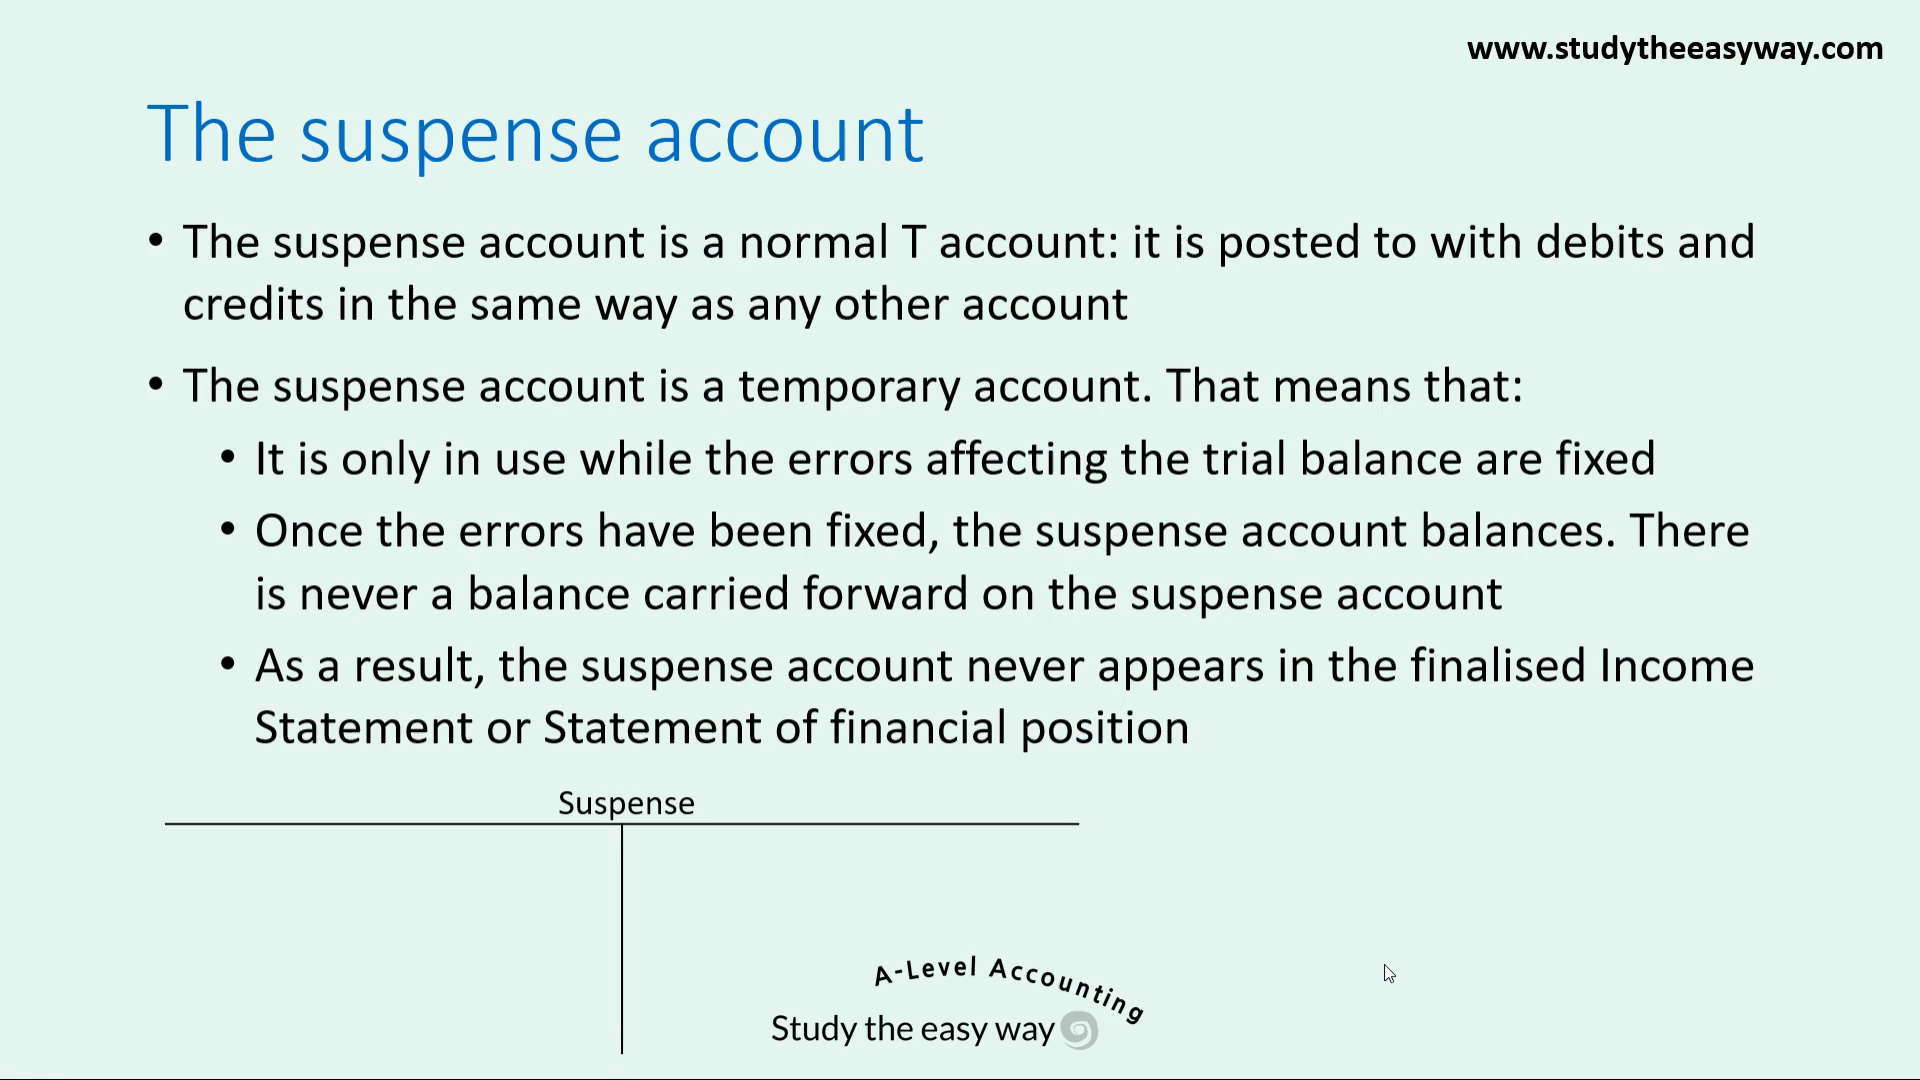 www.studytheeasyway.com
The suspense account
• The suspense account is a normal T account: it is posted to with debits and
credits in the same way as any other account
• The suspense account is a temporary account. That means that:
• It is only in use while the errors affecting the trial balance are fixed
• Once the errors have been fixed, the suspense account balances. There
is never a balance carried forward on the suspense account
• As a result, the suspense account never appears in the finalised Income
Statement or Statement of financial position
Suspense
A-Level Accounting
Study the easy way